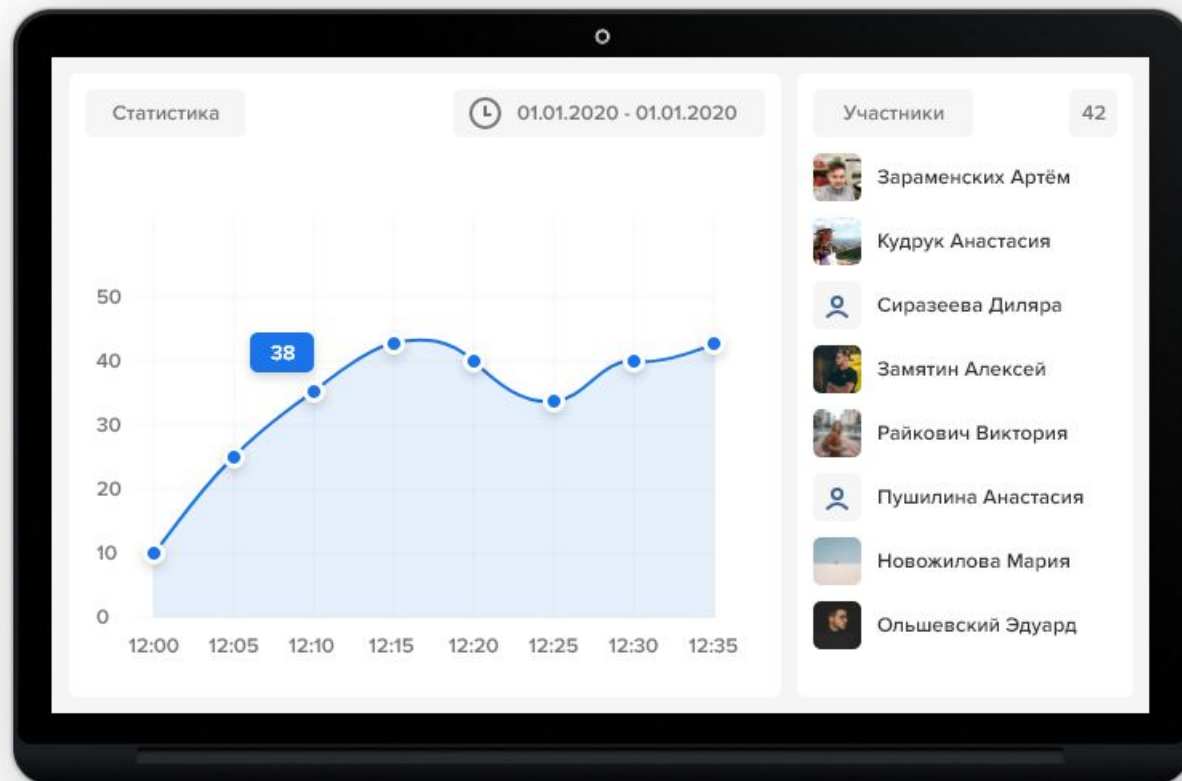 Статистика
01.01.2020 - 01.01.2020
50
40
30
20
10
0
38
12:00 12:05 12:10 12:15 12:20 12:25 12:30 12:35
Участники
42
Зараменских Артём
Кудрук Анастасия
Сиразеева Диляра
Замятин Алексей
Райкович Виктория
Пушилина Анастасия
Новожилова Мария
Ольшевский Эдуард